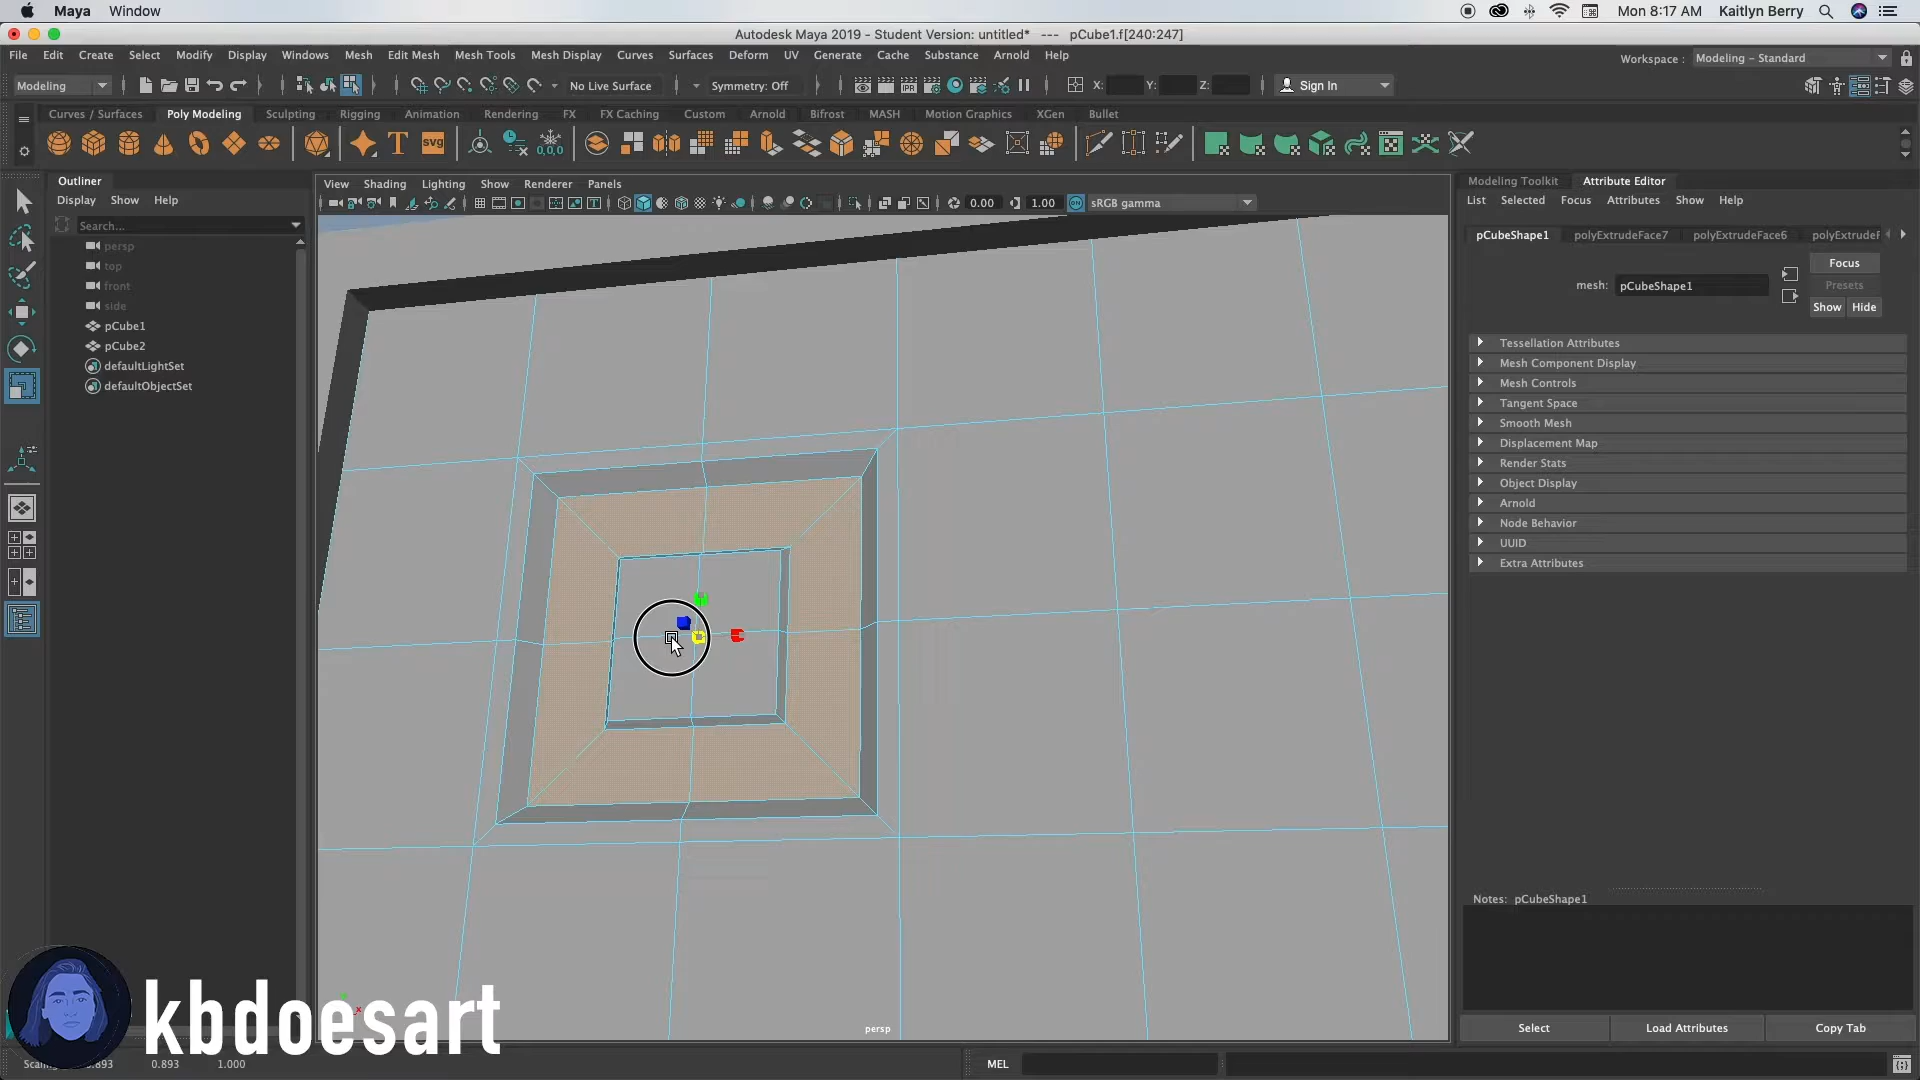 Maya Window Mon 8:17 AM Kaitlyn Berry
Autodesk Maya 2019 - Student Version: untitled* --- pCube1.f[240:247]
File Edit Create Select Modify Display Windows Mesh Edit Mesh Mesh Tools Mesh Display Curves Surfaces Deform UV Generate Cache Substance Arnold Help
Workspace : Modeling - Standard
Modeling No Live Surface Symmetry: Off X: Y: Z: Sign In
Curves / Surfaces Poly Modeling Sculpting Rigging Animation Rendering FX FX Caching Custom Arnold Bifrost MASH Motion Graphics XGen Bullet
T SVG 0,0,0
Outliner
Display Show Help
Search...
persp
top
front
side
pCube1
pCube2
defaultLightSet
defaultObjectSet
View Shading Lighting Show Renderer Panels
0.00 1.00 sRGB gamma
persp
Modeling Toolkit Attribute Editor
List Selected Focus Attributes Show Help
pCubeShape1 polyExtrudeFace7 polyExtrudeFace6 polyExtrudeF
Focus
mesh: pCubeShape1
Presets
Show Hide
Tessellation Attributes
Mesh Component Display
Mesh Controls
Tangent Space
Smooth Mesh
Displacement Map
Render Stats
Object Display
Arnold
Node Behavior
UUID
Extra Attributes
Notes: pCubeShape1
Select Load Attributes Copy Tab
kbdoesart
0.893 1.000
MEL